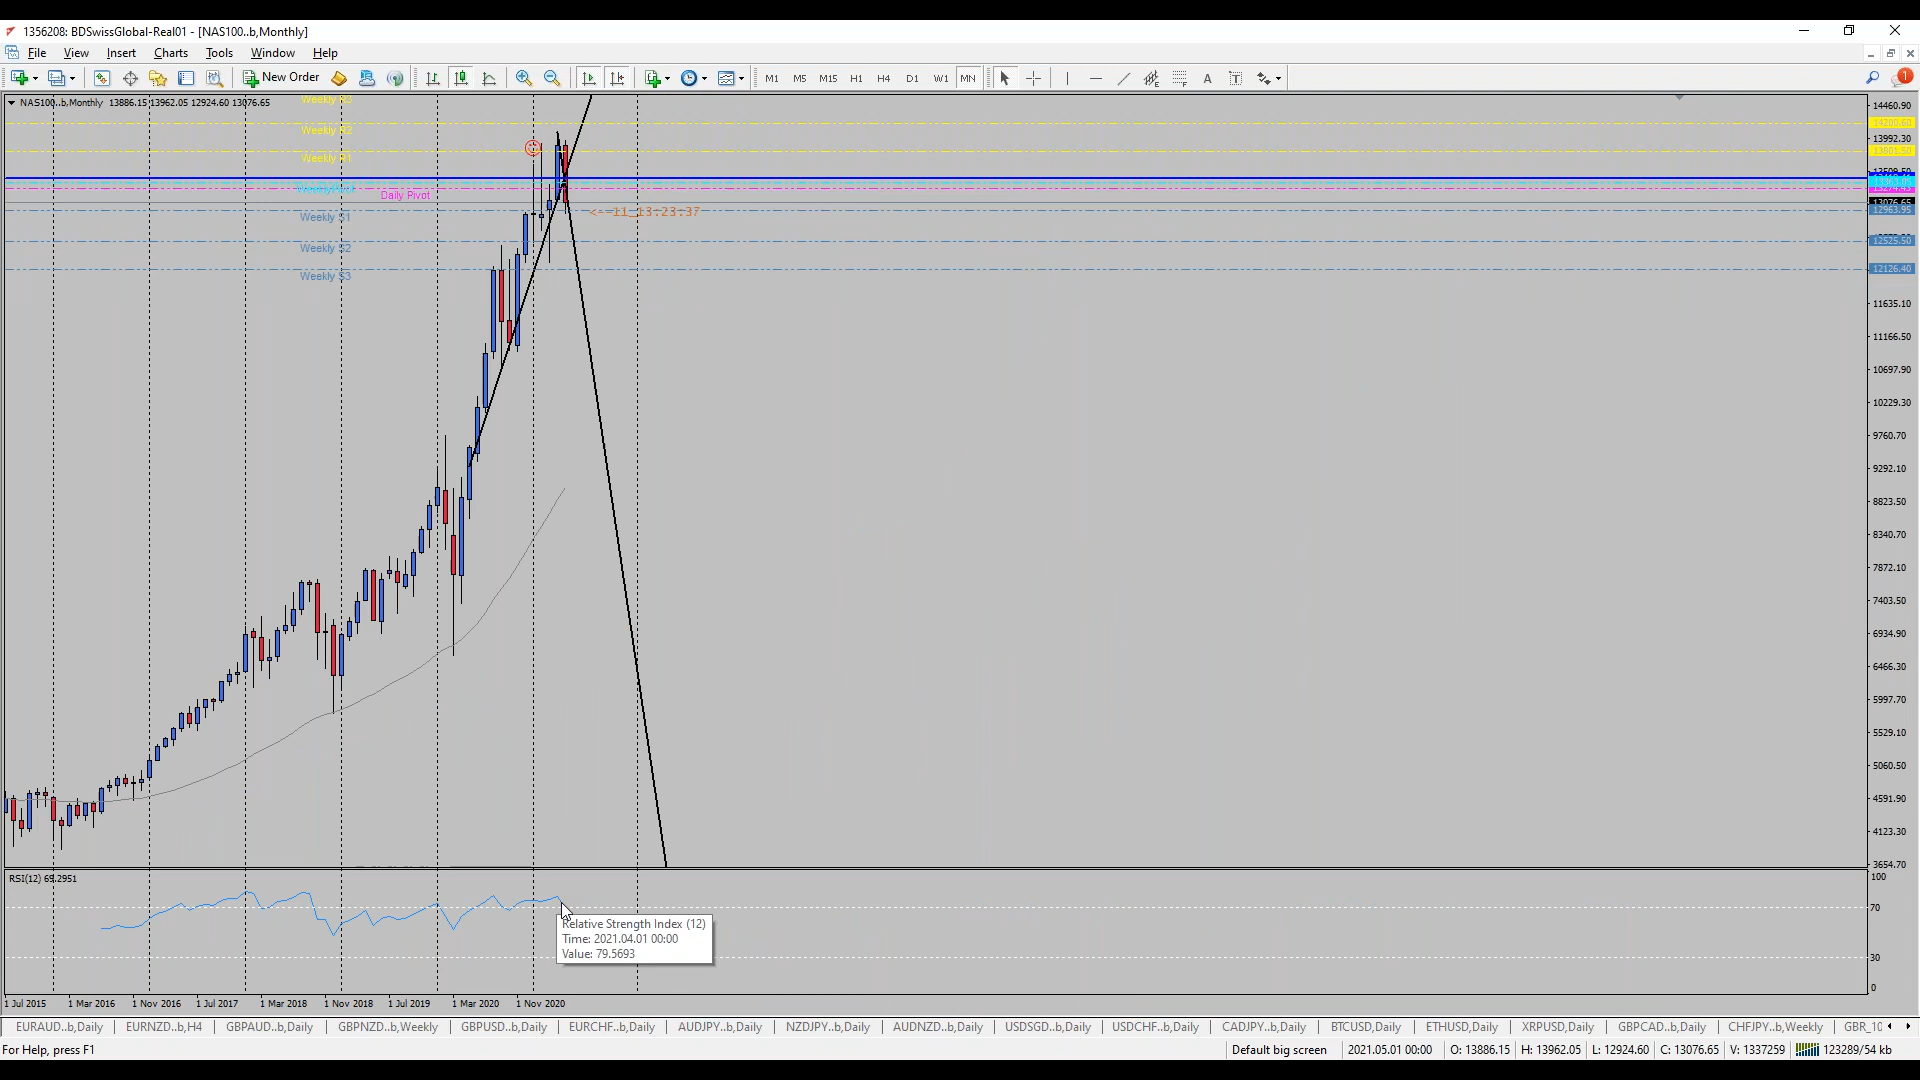 1356208: BDSwissGlobal-Real01 - [NAS100..b,Monthly]
File View Insert Charts Tools Window Help
New Order M1 M5 M15 H1 H4 D1 W1 MN A T 1
NAS100..b,Monthly 13886.15 13962.05 12924.60 13076.65
Weekly R3
14460.90
Weekly R2
13992.30
Weekly R1
Daily Pivot
13076.65
<--11_13:23:37
12963.95
Weekly S1
12525.50
Weekly S2
12126.40
Weekly S3
11635.10
11166.50
10697.90
10229.30
9760.70
9292.10
8823.50
8340.70
7872.10
7403.50
6934.90
6466.30
5997.70
5529.10
5060.50
4591.90
4123.30
3654.70
RSI(12) 69.2951
100
70
Relative Strength Index (12)
Time: 2021.04.01 00:00
Value: 79.5693
30
0
1 Jul 2015 1 Mar 2016 1 Nov 2016 1 Jul 2017 1 Mar 2018 1 Nov 2018 1 Jul 2019 1 Mar 2020 1 Nov 2020
EURAUD..b,Daily EURNZD..b,H4 GBPAUD..b,Daily GBPNZD..b,Weekly GBPUSD..b,Daily EURCHF..b,Daily AUDJPY..b,Daily NZDJPY..b,Daily AUDNZD..b,Daily USDSGD..b,Daily USDCHF..b,Daily CADJPY..b,Daily BTCUSD,Daily ETHUSD,Daily XRPUSD,Daily GBPCAD..b,Daily CHFJPY..b,Weekly GBR_10
For Help, press F1 Default big screen 2021.05.01 00:00 O: 13886.15 H: 13962.05 L: 12924.60 C: 13076.65 V: 1337259 123289/54 kb